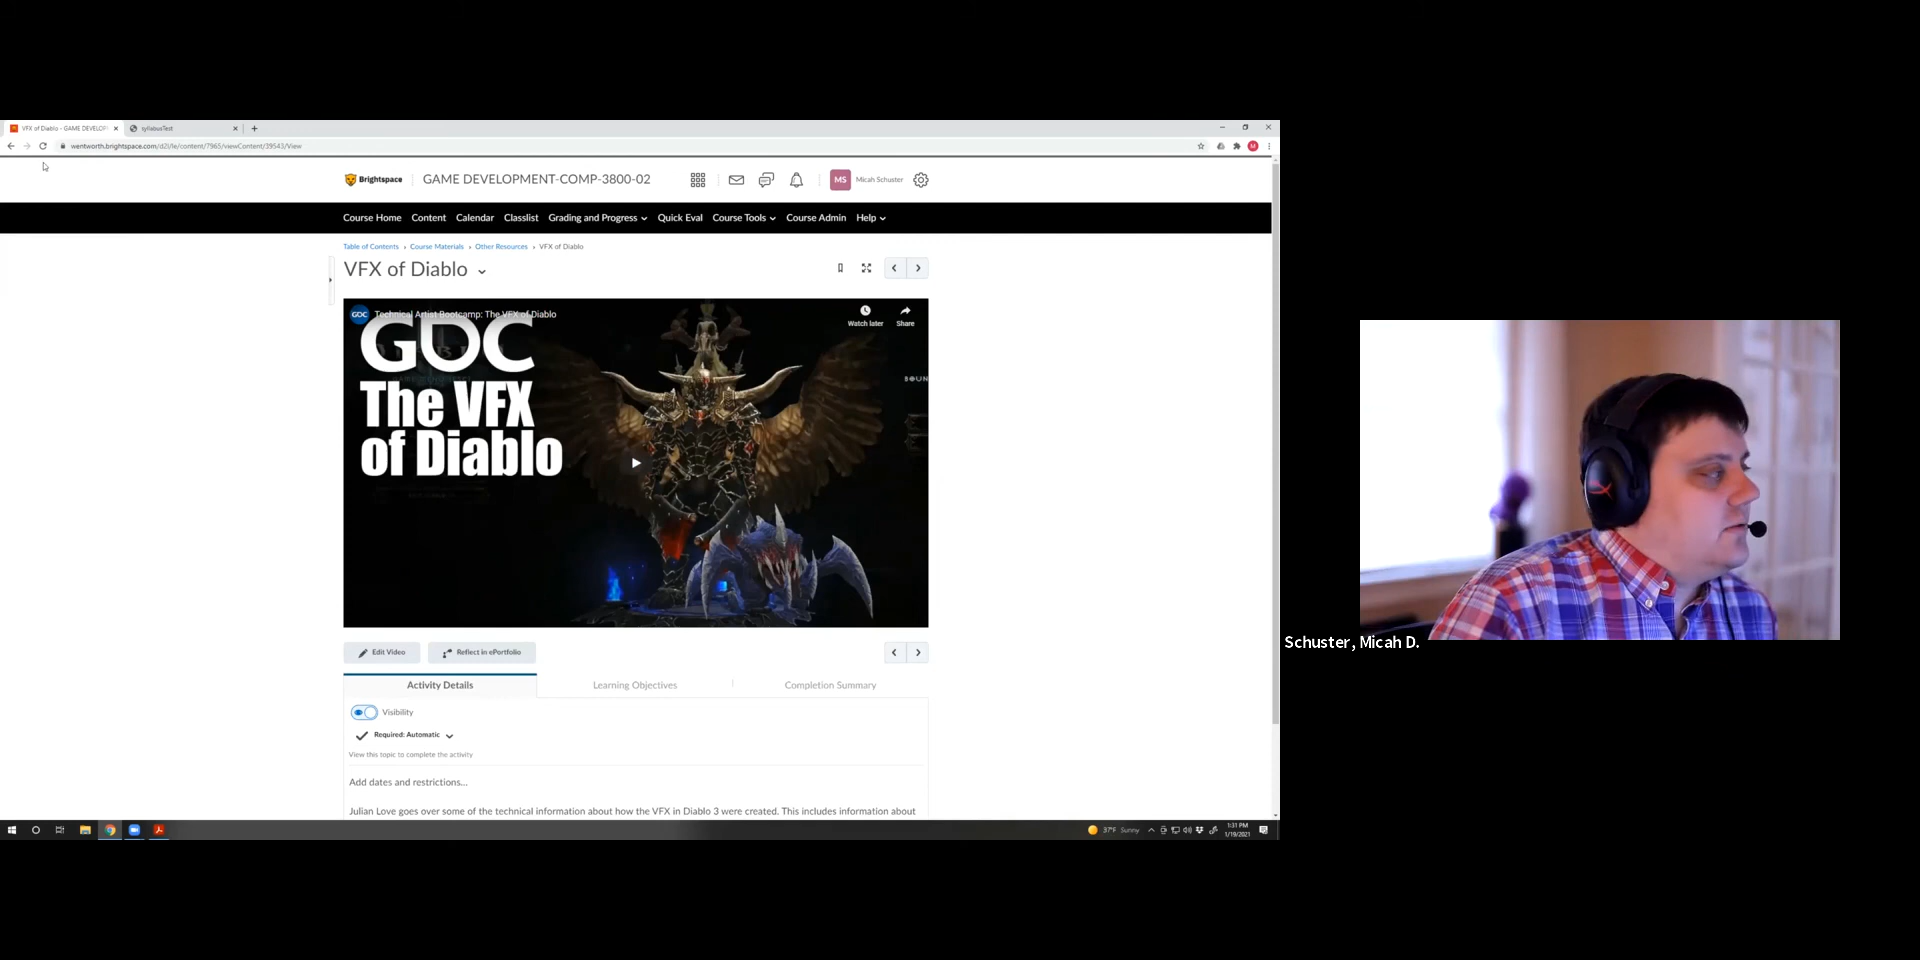 VFX of Diablo - GAME DEVELOP
syllabusTest
wentworth.brightspace.com/d2l/le/content/7965/viewContent/39543/View
Brightspace
GAME DEVELOPMENT-COMP-3800-02
MS
Micah Schuster
Course Home Content Calendar Classlist Grading and Progress Quick Eval Course Tools Course Admin Help
Table of Contents › Course Materials › Other Resources › VFX of Diablo
VFX of Diablo
GDC Technical Artist Bootcamp: The VFX of Diablo
Watch later Share
GDC
The VFX
of Diablo
BOUN
Edit Video Reflect in ePortfolio
Activity Details Learning Objectives Completion Summary
Visibility
Required: Automatic
View this topic to complete the activity
Add dates and restrictions...
Julian Love goes over some of the technical information about how the VFX in Diablo 3 were created. This includes information about
37°F Sunny
1:31 PM
1/19/2021
Schuster, Micah D.